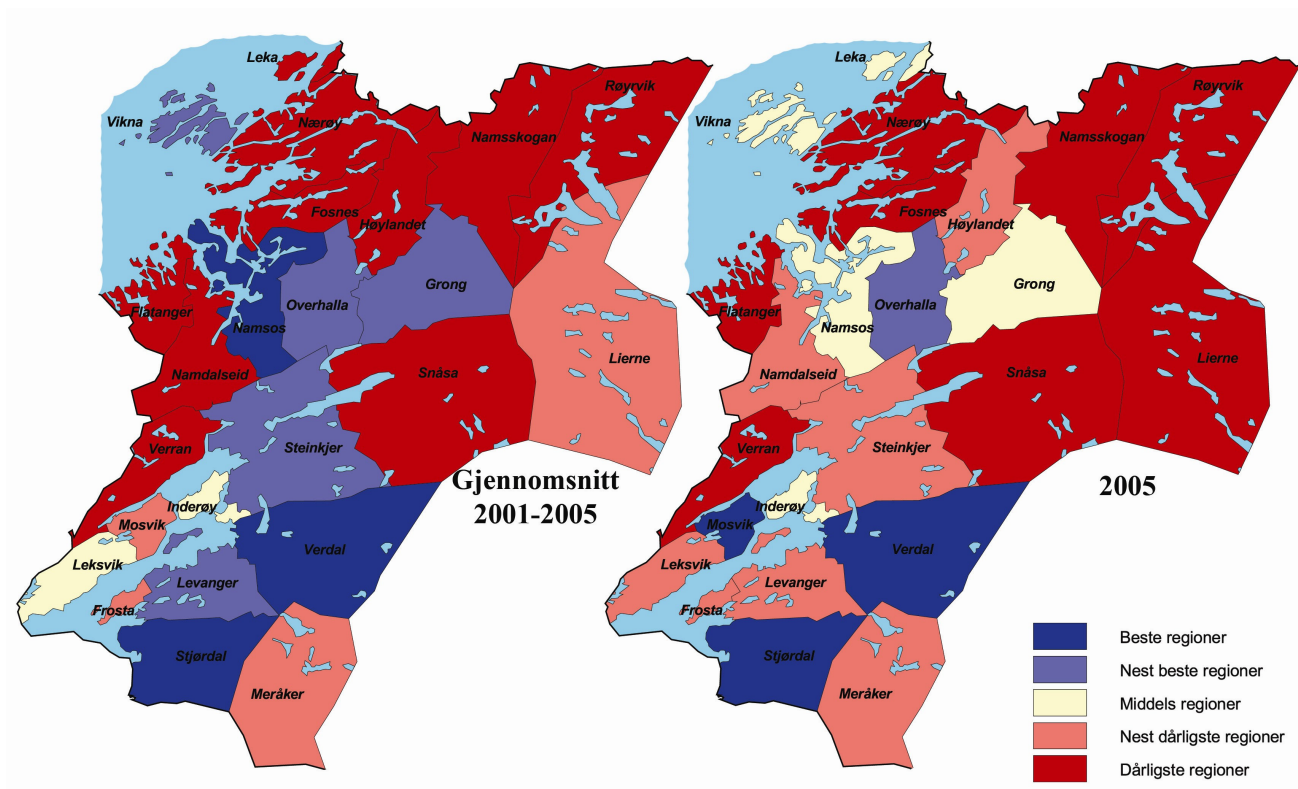 Leka
Vikna
Nærøy
Røyrvik
Namsskogan
Fosnes
Høylandet
Grong
Overhalla
Namsos
Flatanger
Namdalseid
Lierne
Snåsa
Steinkjer
Verran
Gjennomsnitt
2001-2005
Inderøy
Mosvik
Verdal
Leksvik
Levanger
Frosta
Stjørdal
Meråker
Leka
Vikna
Nærøy
Røyrvik
Namsskogan
Fosnes
Høylandet
Grong
Overhalla
Namsos
Flatanger
Namdalseid
Lierne
Snåsa
Steinkjer
Verran
2005
Inderøy
Mosvik
Verdal
Leksvik
Levanger
Frosta
Stjørdal
Meråker
Beste regioner
Nest beste regioner
Middels regioner
Nest dårligste regioner
Dårligste regioner